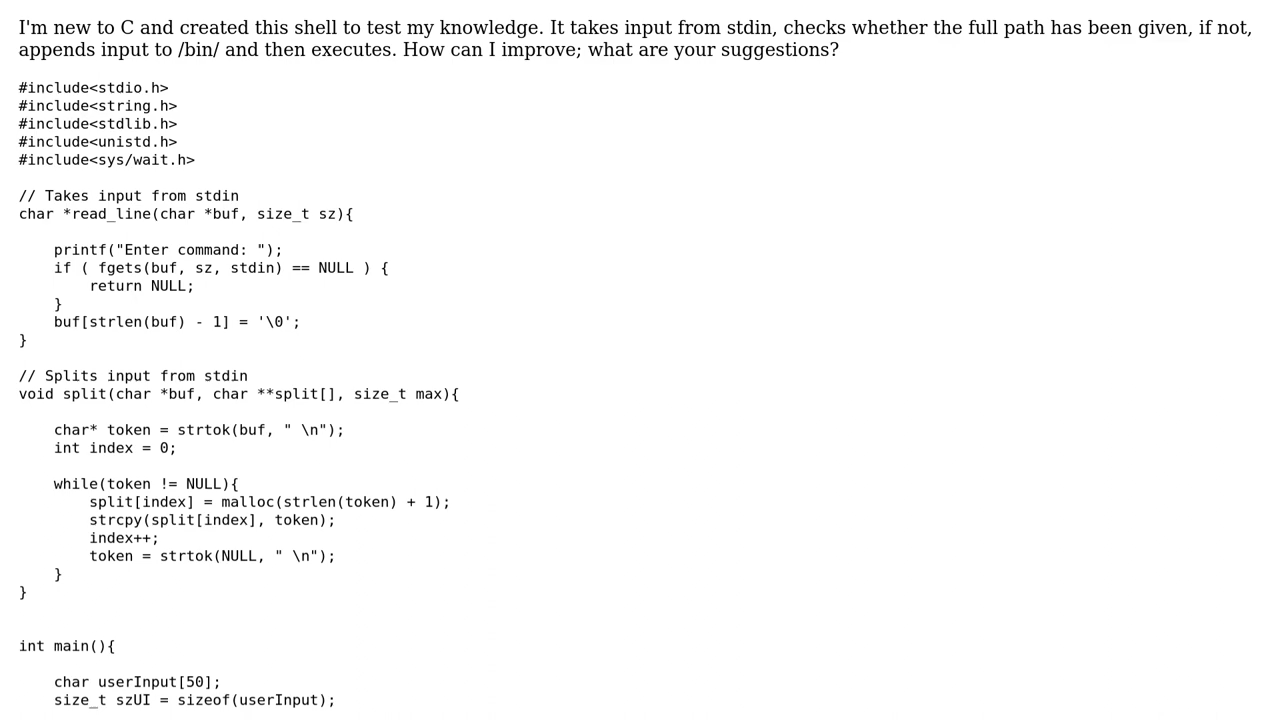 I'm new to C and created this shell to test my knowledge. It takes input from stdin, checks whether the full path has been given, if not,
appends input to /bin/ and then executes. How can I improve; what are your suggestions?
#include<stdio.h>
#include<string.h>
#include<stdlib.h>
#include<unistd.h>
#include<sys/wait.h>
// Takes input from stdin
char *read_line(char *buf, size_t sz){
    printf("Enter command: ");
    if ( fgets(buf, sz, stdin) == NULL ) {
        return NULL;
    }
    buf[strlen(buf) - 1] = '\0';
}
// Splits input from stdin
void split(char *buf, char **split[], size_t max){
    char* token = strtok(buf, " \n");
    int index = 0;
    while(token != NULL){
        split[index] = malloc(strlen(token) + 1);
        strcpy(split[index], token);
        index++;
        token = strtok(NULL, " \n");
    }
}
int main(){
    char userInput[50];
    size_t szUI = sizeof(userInput);